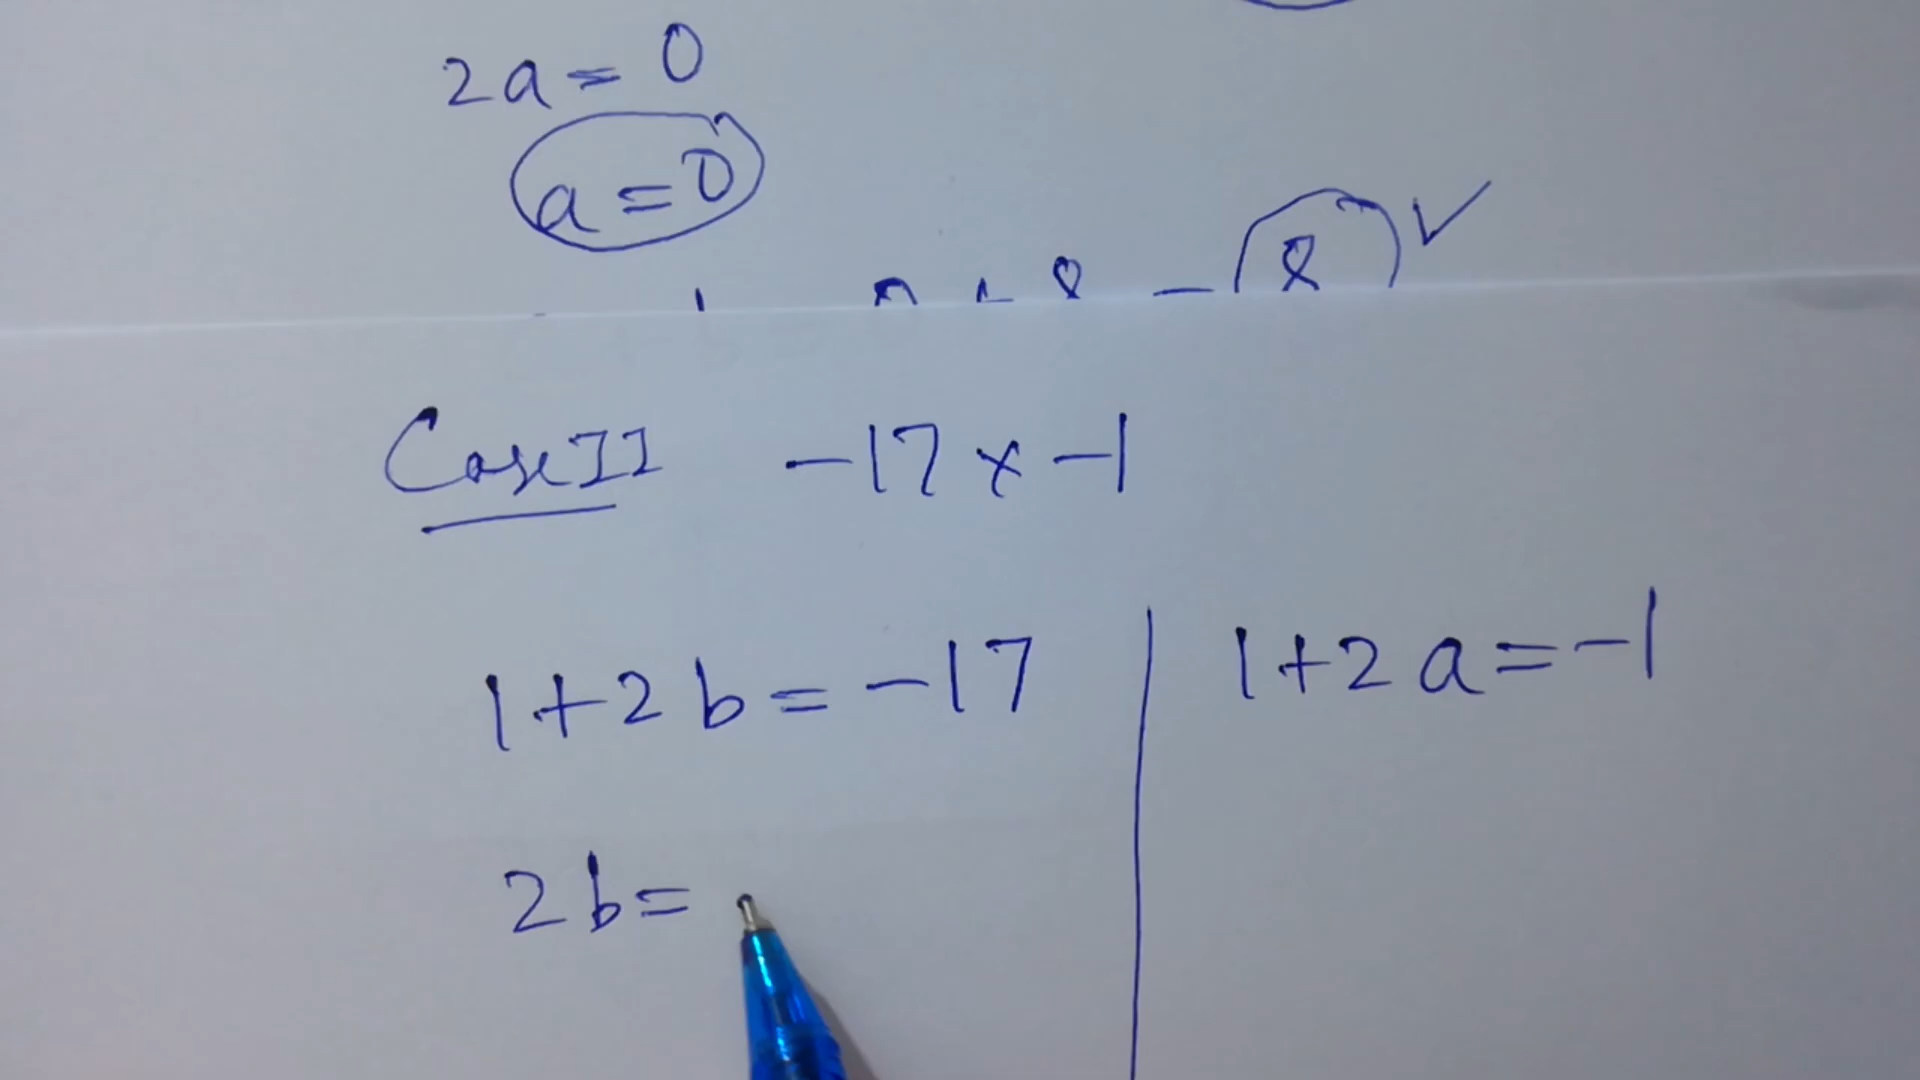 2a = 0
a = 0
Case II -17 x -1
1+2b = -17
1+2a = -1
2b =